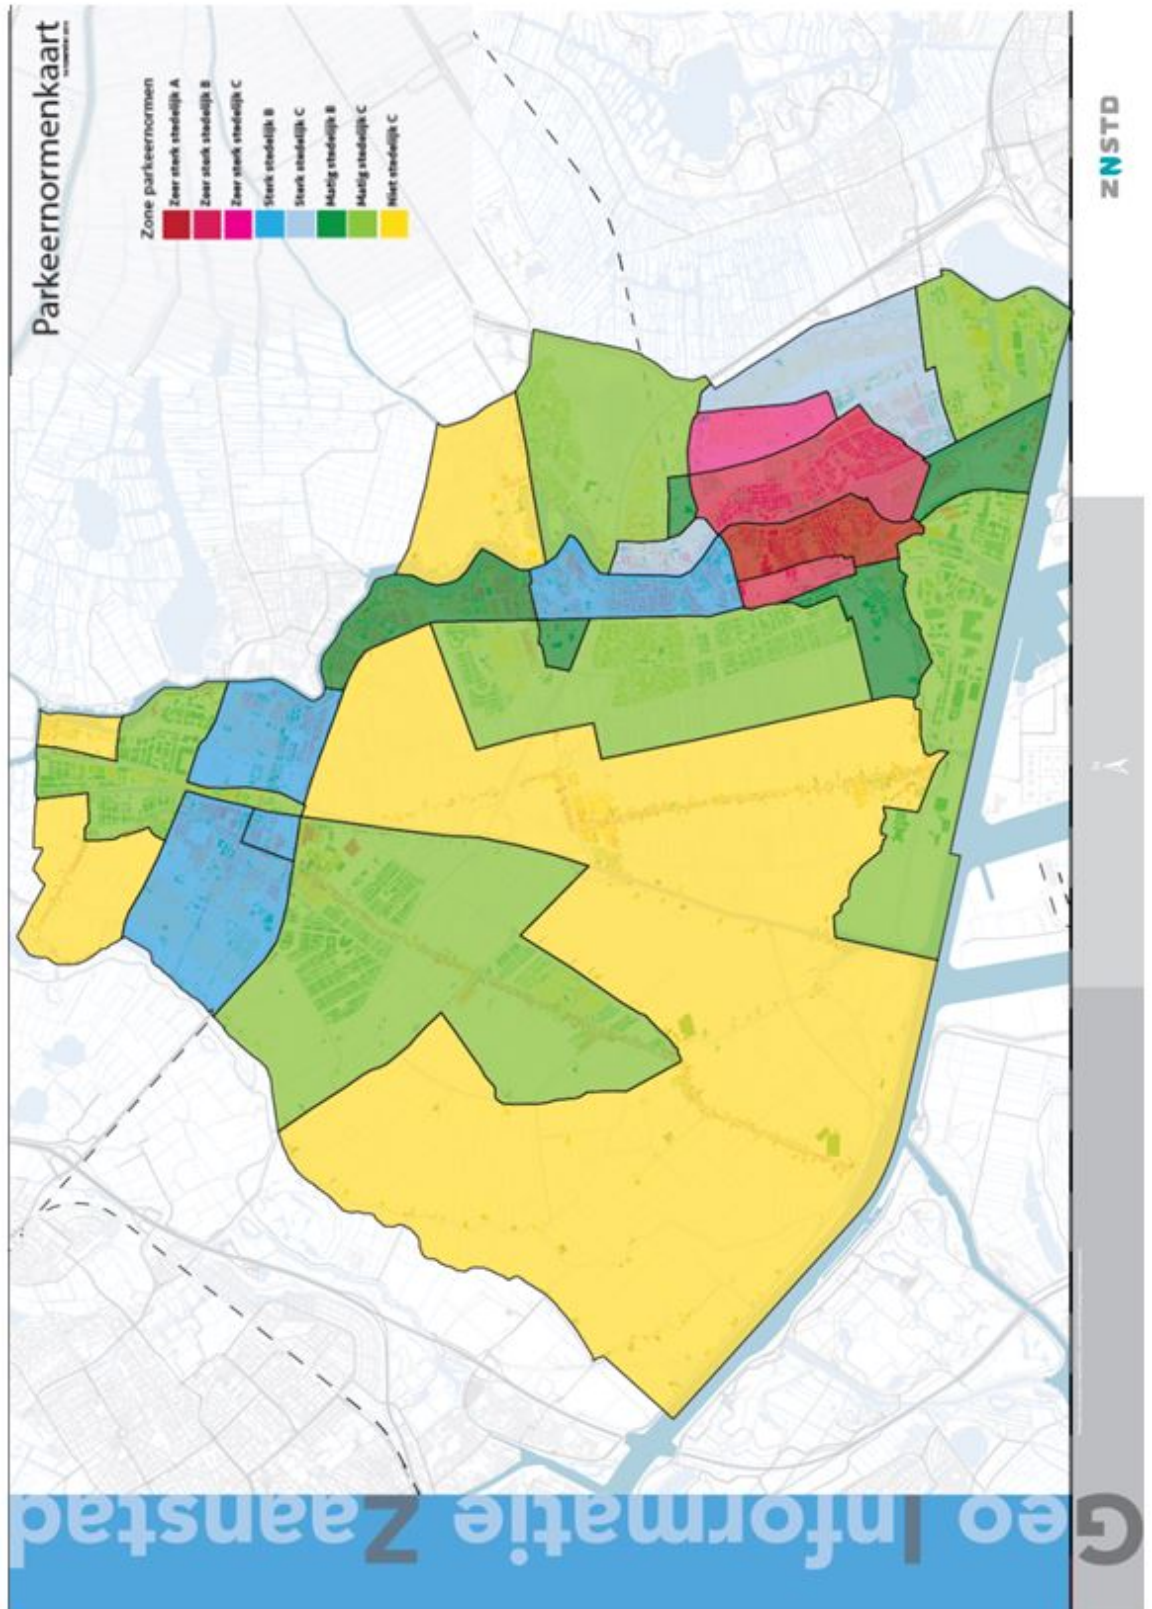 Parkeernormenkaart
Zone parkeernormen
Zeer sterk stedelijk A
Zeer sterk stedelijk B
Zeer sterk stedelijk C
Sterk stedelijk B
Sterk stedelijk C
Matig stedelijk B
Matig stedelijk C
Niet stedelijk C
ZNSTD
Geo Informatie Zaanstad